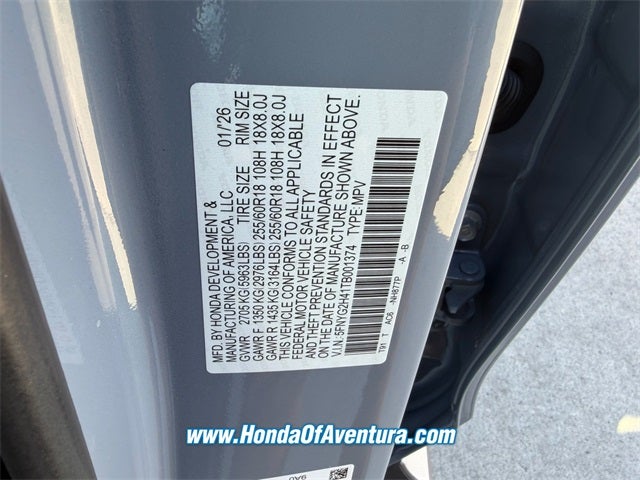 MFD. BY HONDA DEVELOPMENT &
MANUFACTURING OF AMERICA, LLC 01/'26
GVWR 2705 KG(5963LBS) TIRE SIZE RIM SIZE
GAWR F 1350 KG(2976LBS) 255/60R18 108H 18X8.0J
GAWR R 1435 KG(3164LBS) 255/60R18 108H 18X8.0J
THIS VEHICLE CONFORMS TO ALL APPLICABLE
FEDERAL MOTOR VEHICLE SAFETY
AND THEFT PREVENTION STANDARDS IN EFFECT
ON THE DATE OF MANUFACTURE SHOWN ABOVE.
V.I.N: 5FNYG2H41TB001374 TYPE: MPV
T91 T AC6 -NH877P -A -B
www.HondaOfAventura.com